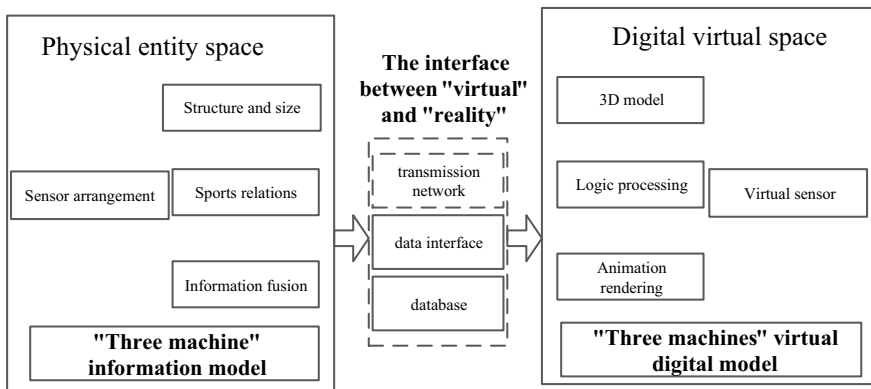 Physical entity space
Structure and size
Sensor arrangement
Sports relations
Information fusion
"Three machine"
information model
The interface
between "virtual"
and "reality"
transmission
network
data interface
database
Digital virtual space
3D model
Logic processing
Virtual sensor
Animation
rendering
"Three machines" virtual
digital model